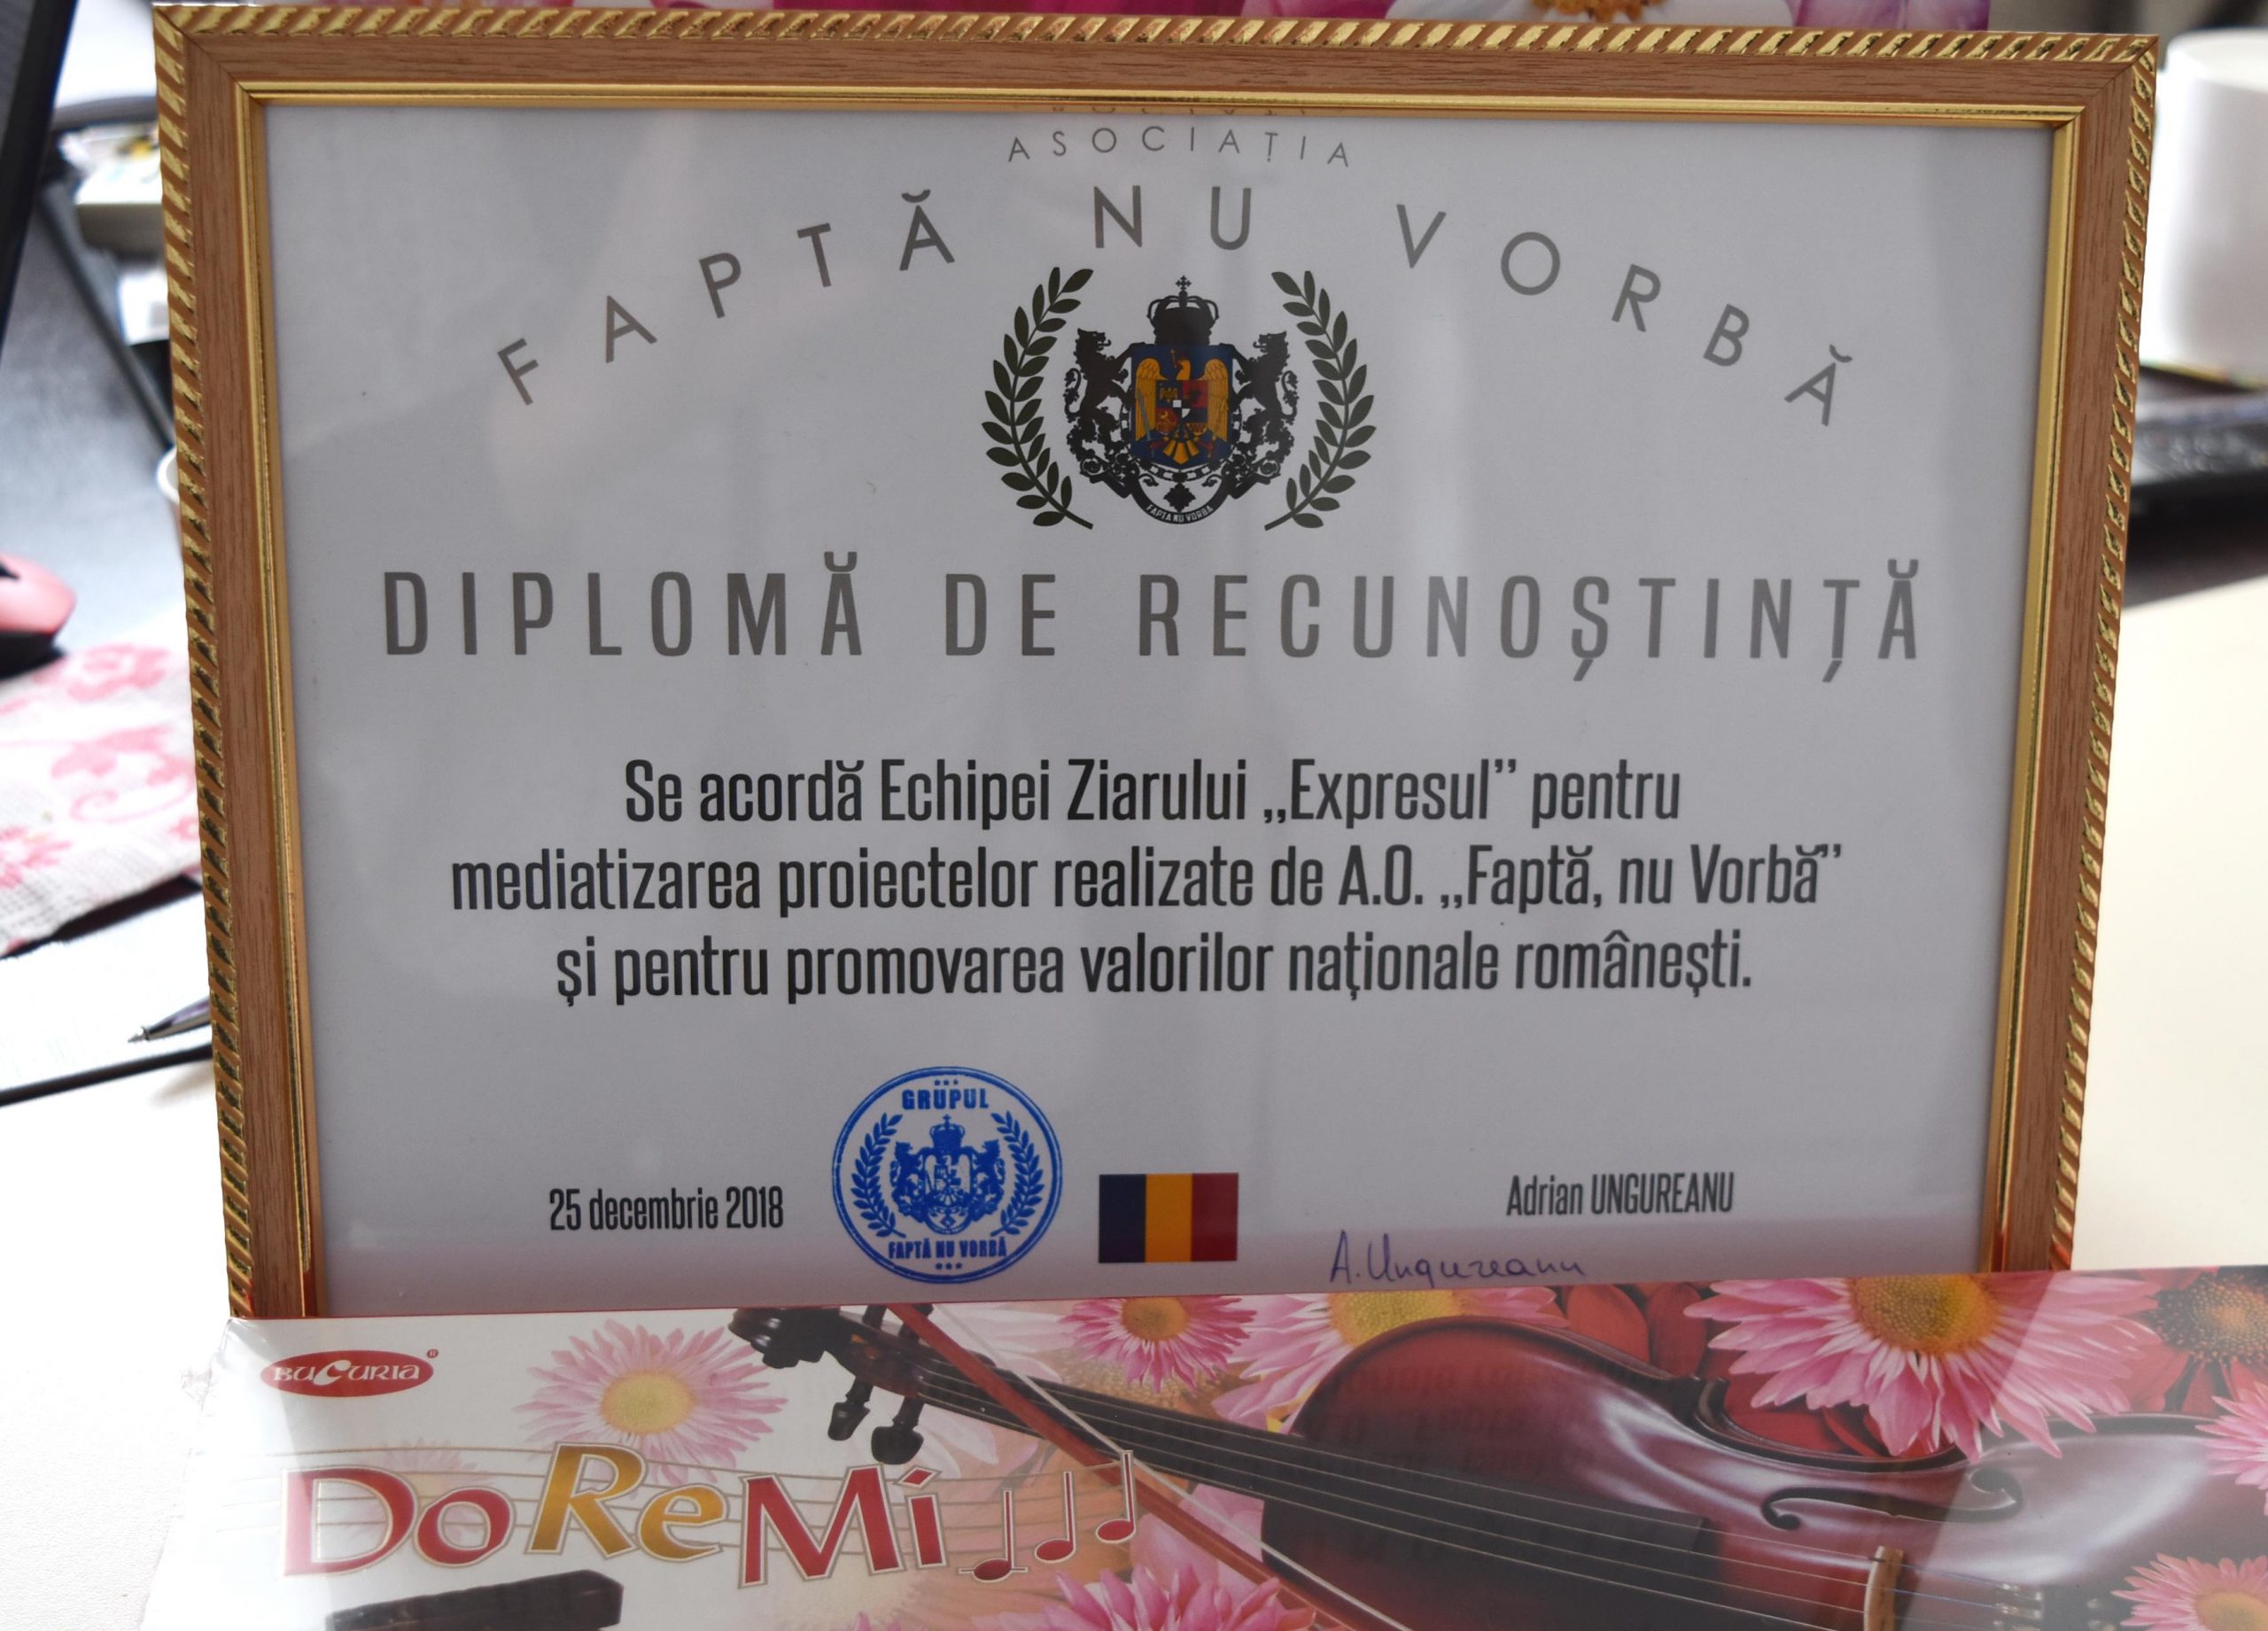 ASOCIAȚIA
FAPTĂ NU VORBĂ
FAPTA NU VORBA
DIPLOMĂ DE RECUNOȘTINȚĂ
Se acordă Echipei Ziarului „Expresul” pentru
mediatizarea proiectelor realizate de A.O. „Faptă, nu Vorbă”
și pentru promovarea valorilor naționale românești.
25 decembrie 2018
GRUPUL
FAPTĂ NU VORBĂ
Adrian UNGUREANU
A. Ungureanu
BUCURIA
DoReMi